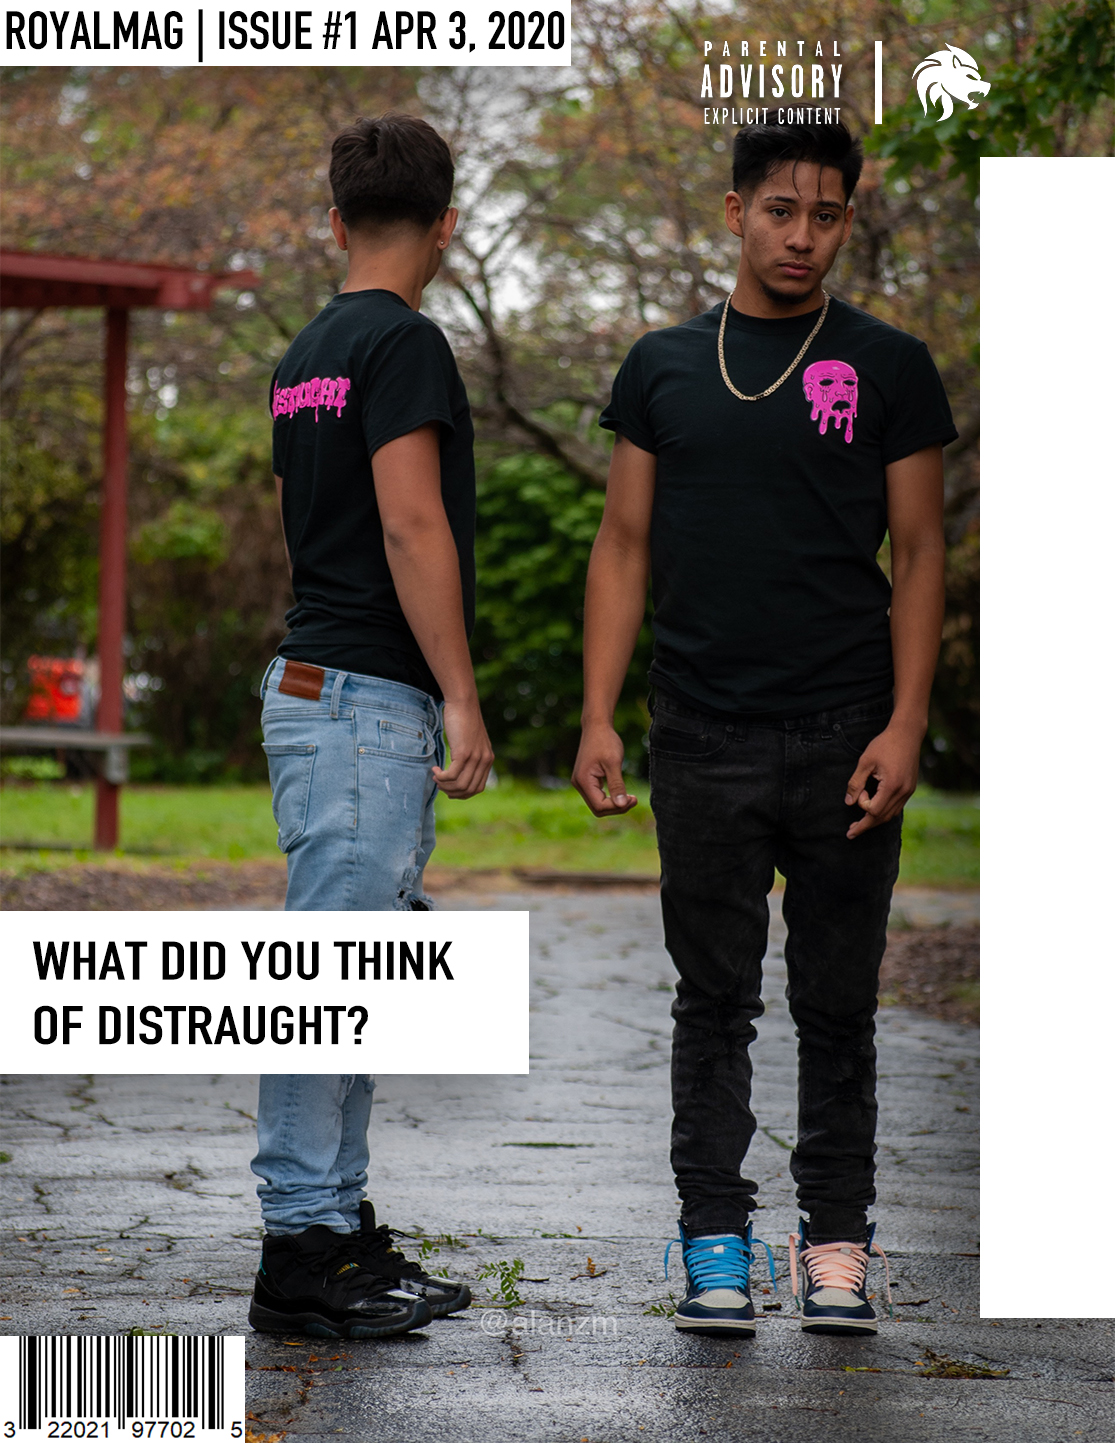 ROYALMAG | ISSUE #1 APR 3, 2020
PARENTAL
ADVISORY
EXPLICIT CONTENT
WHAT DID YOU THINK
OF DISTRAUGHT?
@alanzm
3 22021 97702 5